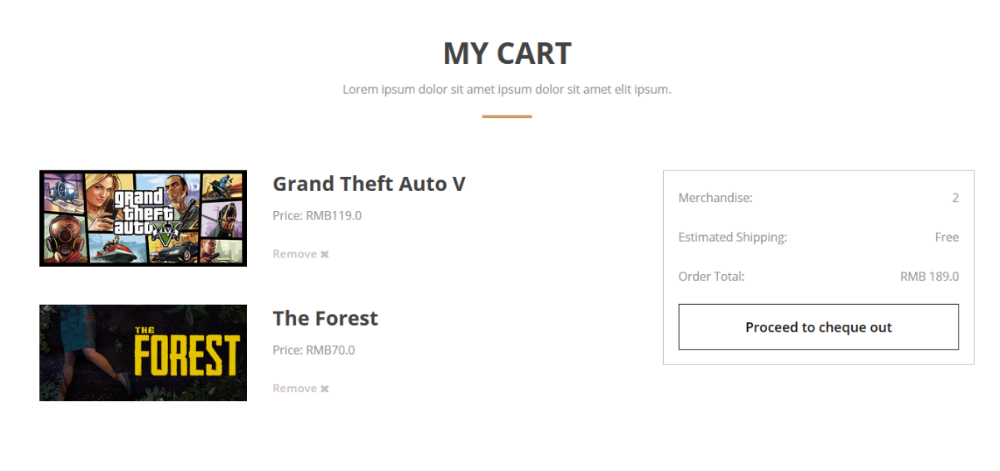 MY CART
Lorem ipsum dolor sit amet ipsum dolor sit amet elit ipsum.
grand
theft
auto V
FIVE
Grand Theft Auto V
Price: RMB119.0
Remove ✖
THE
FOREST
The Forest
Price: RMB70.0
Remove ✖
Merchandise: 2
Estimated Shipping: Free
Order Total: RMB 189.0
Proceed to cheque out